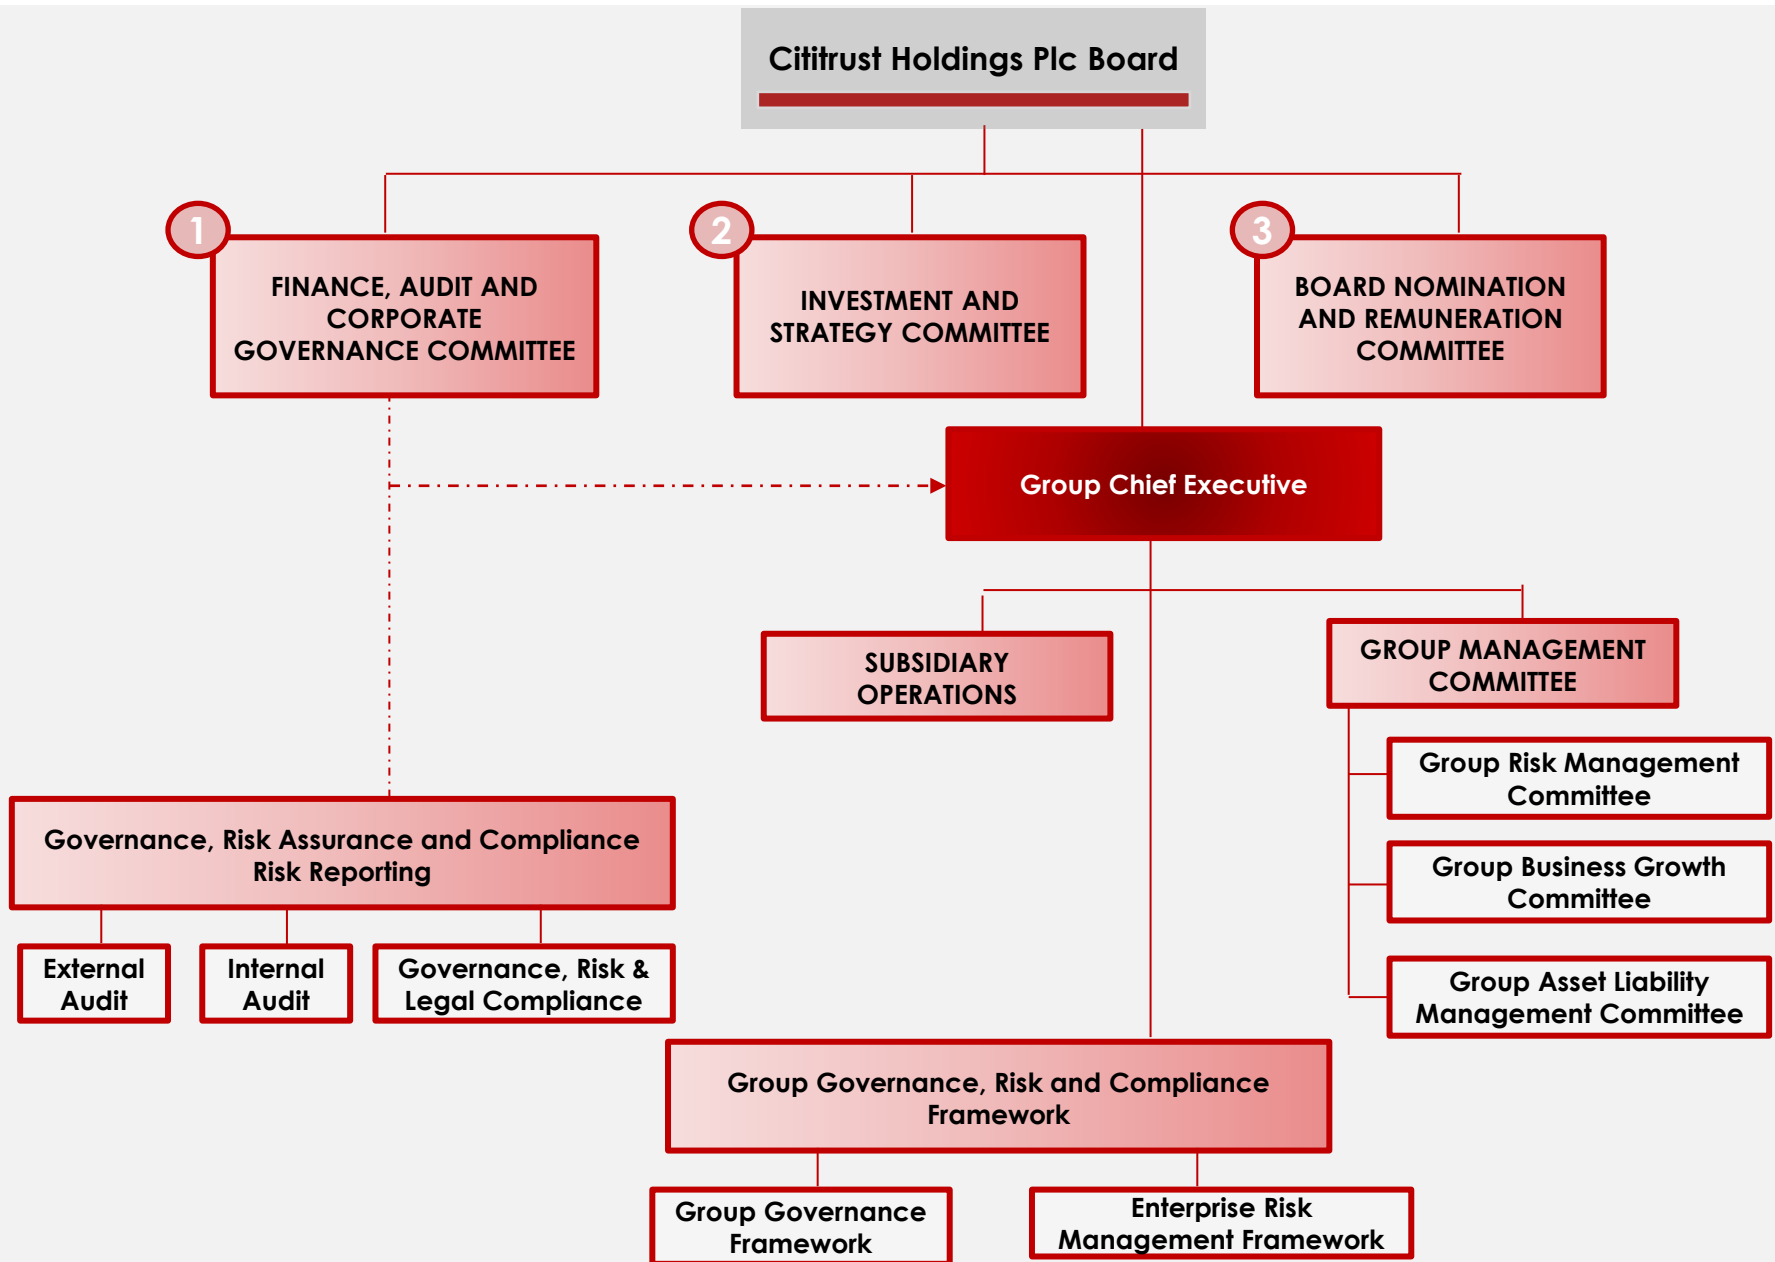 Cititrust Holdings Plc Board
1
FINANCE, AUDIT AND
CORPORATE
GOVERNANCE COMMITTEE
2
INVESTMENT AND
STRATEGY COMMITTEE
3
BOARD NOMINATION
AND REMUNERATION
COMMITTEE
Group Chief Executive
SUBSIDIARY
OPERATIONS
GROUP MANAGEMENT
COMMITTEE
Group Risk Management
Committee
Group Business Growth
Committee
Group Asset Liability
Management Committee
Governance, Risk Assurance and Compliance
Risk Reporting
External
Audit
Internal
Audit
Governance, Risk &
Legal Compliance
Group Governance, Risk and Compliance
Framework
Group Governance
Framework
Enterprise Risk
Management Framework